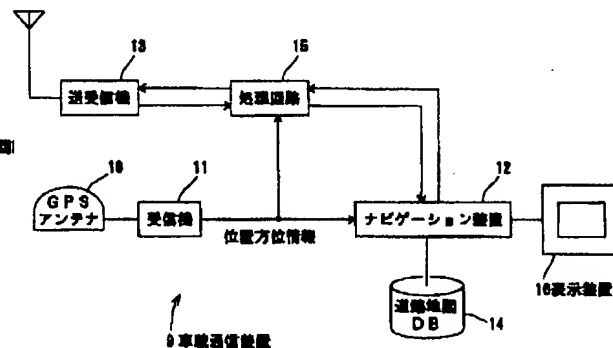 13
送受信機
15
処理回路
10
GPS
アンテナ
11
受信機
位置方位情報
12
ナビゲーション装置
16表示装置
道路地図
DB
14
9車載通信装置